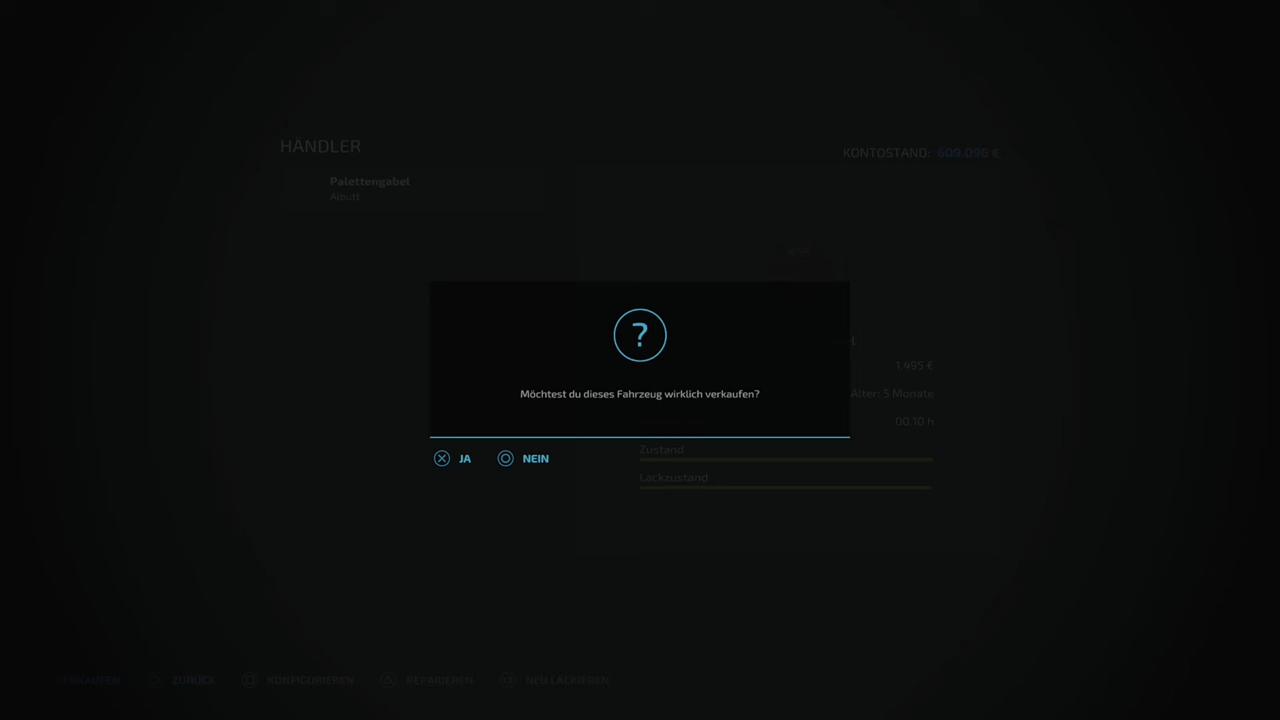 HÄNDLER
KONTOSTAND: 609.096 €
Palettengabel
Albutt
?
1.495 €
Möchtest du dieses Fahrzeug wirklich verkaufen?
Alter: 5 Monate
00.10 h
Zustand
JA NEIN
Lackzustand
VERKAUFEN ZURÜCK KONFIGURIEREN REPARIEREN NEU LACKIEREN